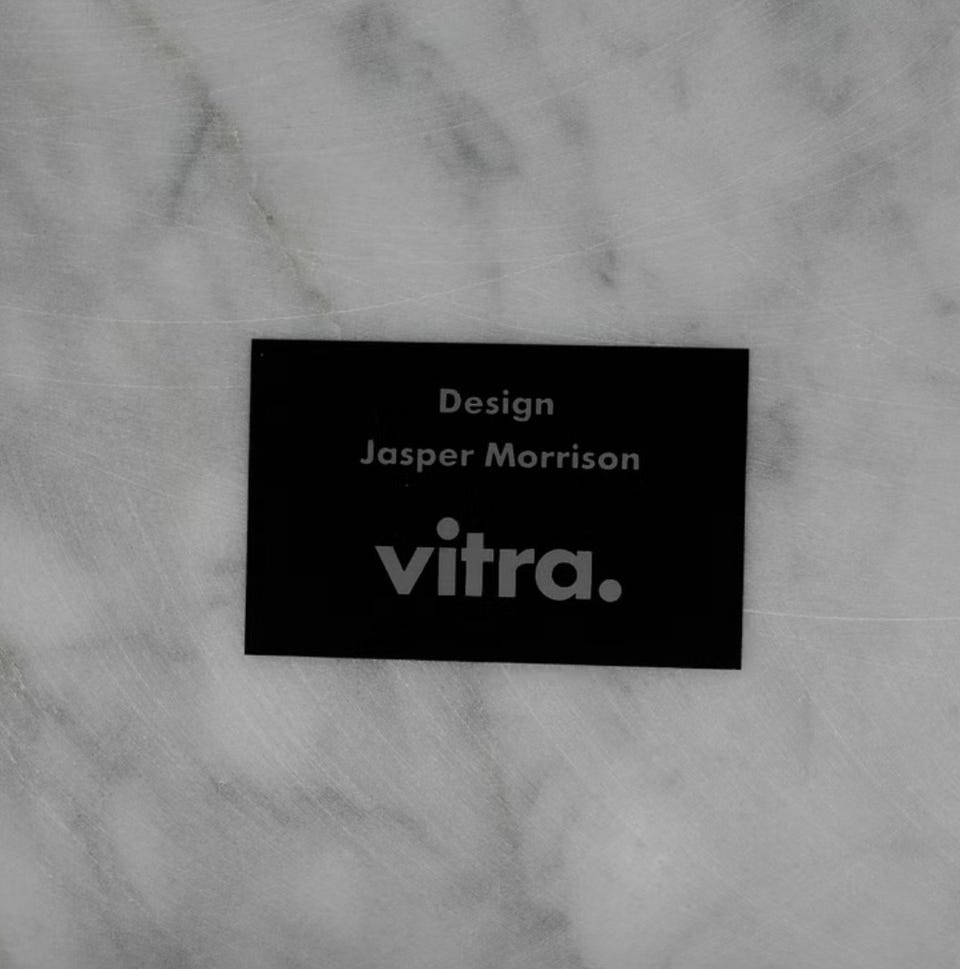 Design
Jasper Morrison
vitra.